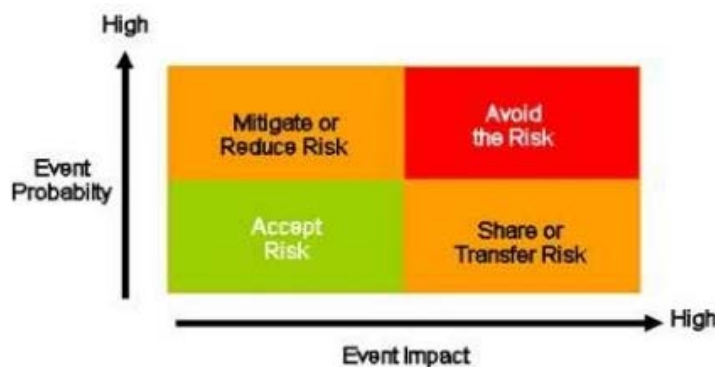 High
Mitigate or
Reduce Risk
Avoid
the Risk
Event
Probabilty
Accept
Risk
Share or
Transfer Risk
High
Event Impact